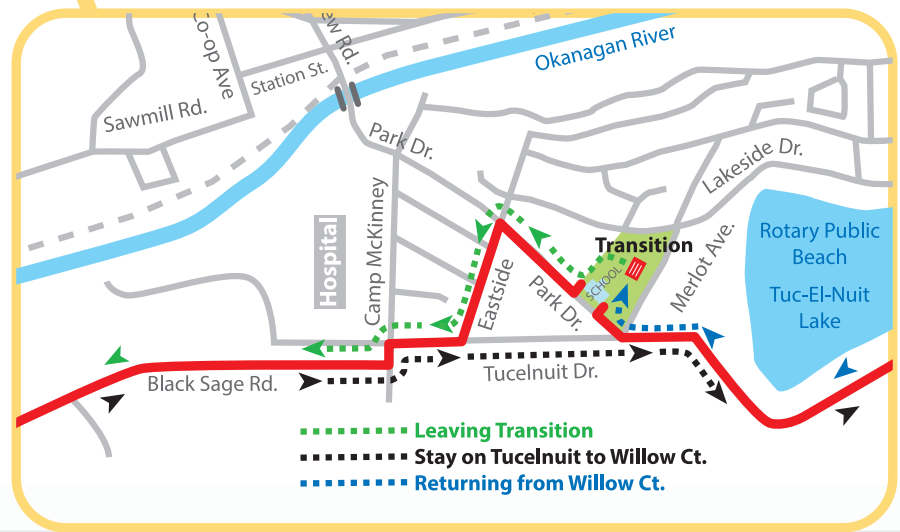 Co-op Ave
ew Rd.
Okanagan River
Station St.
Sawmill Rd.
Park Dr.
Lakeside Dr.
Camp McKinney
Hospital
Transition
SCHOOL
Merlot Ave.
Rotary Public
Beach
Tuc-El-Nuit
Lake
Eastside
Park Dr.
Tucelnuit Dr.
Black Sage Rd.
Leaving Transition
Stay on Tucelnuit to Willow Ct.
Returning from Willow Ct.